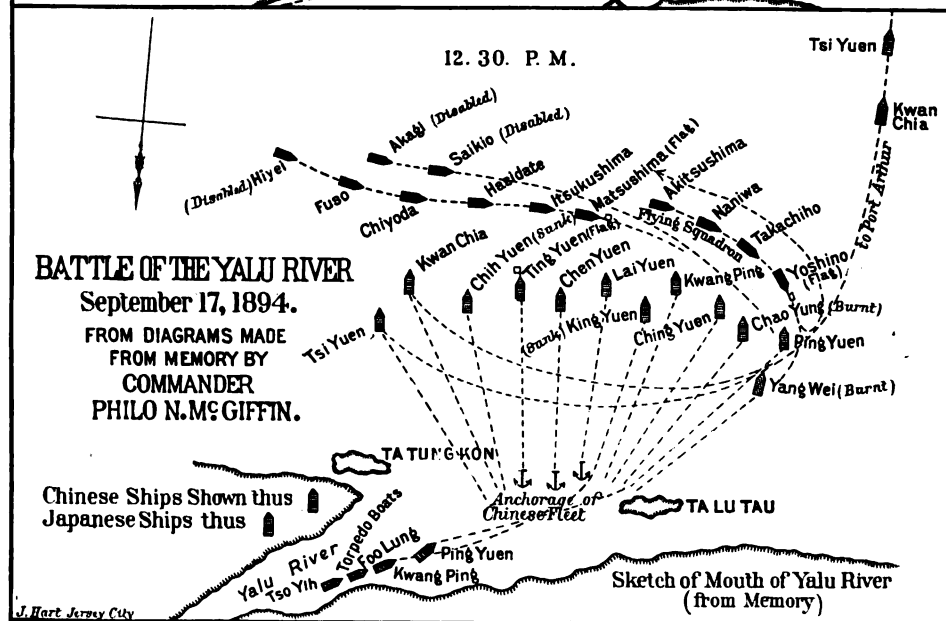 12. 30. P. M.
Tsi Yuen
Kwan
Chia
to Port Arthur
Akagi (Disabled)
Saikio (Disabled)
(Disabled) Hiyei
Fuso
Chiyoda
Hasidate
Itsukushima
Matsushima (Flat)
Akitsushima
Naniwa
Takachiho
Flying Squadron
Yoshino
(Flat)
Kwan Chia
Chih Yuen (Sunk)
Ting Yuen (Flag)
Chen Yuen
Lai Yuen
Kwang Ping
Tsi Yuen
(Sunk) King Yuen
Ching Yuen
Chao Yung (Burnt)
Ping Yuen
Yang Wei (Burnt)
BATTLE OF THE YALU RIVER
September 17, 1894.
FROM DIAGRAMS MADE
FROM MEMORY BY
COMMANDER
PHILO N. McGIFFIN.
TA TUNG KON
Chinese Ships Shown thus
Japanese Ships thus
Anchorage of
Chinese Fleet
TA LU TAU
Yalu River
Torpedo Boats
Tso Yih
Foo Lung
Kwang Ping
Ping Yuen
Sketch of Mouth of Yalu River
(from Memory)
J. Hart Jersey City